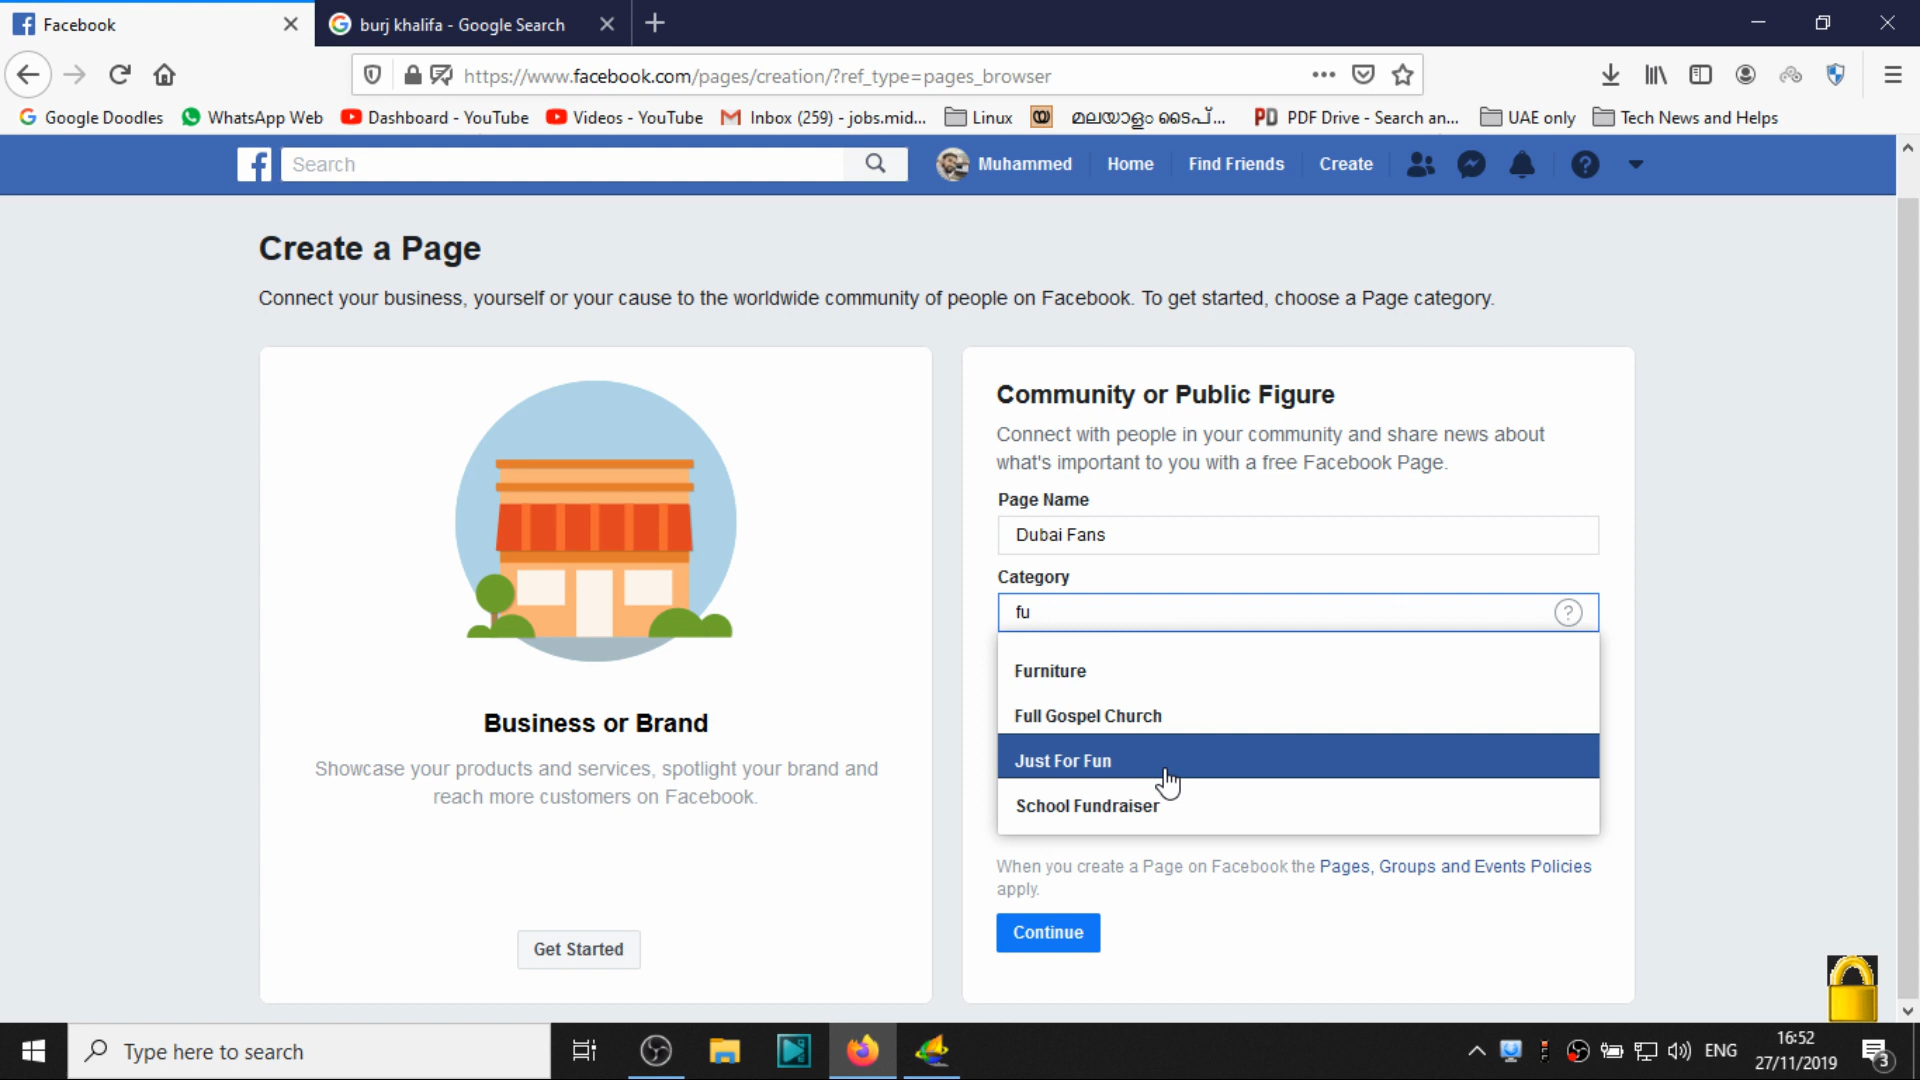 Facebook
burj khalifa - Google Search
https://www.facebook.com/pages/creation/?ref_type=pages_browser
Google Doodles WhatsApp Web Dashboard - YouTube Videos - YouTube Inbox (259) - jobs.mid... Linux മലയാളം ടൈപ്... PDF Drive - Search an... UAE only Tech News and Helps
Search Muhammed Home Find Friends Create
Create a Page
Connect your business, yourself or your cause to the worldwide community of people on Facebook. To get started, choose a Page category.
Business or Brand
Showcase your products and services, spotlight your brand and
reach more customers on Facebook.
Get Started
Community or Public Figure
Connect with people in your community and share news about
what's important to you with a free Facebook Page.
Page Name
Dubai Fans
Category
fu ?
Furniture
Full Gospel Church
Just For Fun
School Fundraiser
When you create a Page on Facebook the Pages, Groups and Events Policies
apply.
Continue
Type here to search
ENG
16:52
27/11/2019
3